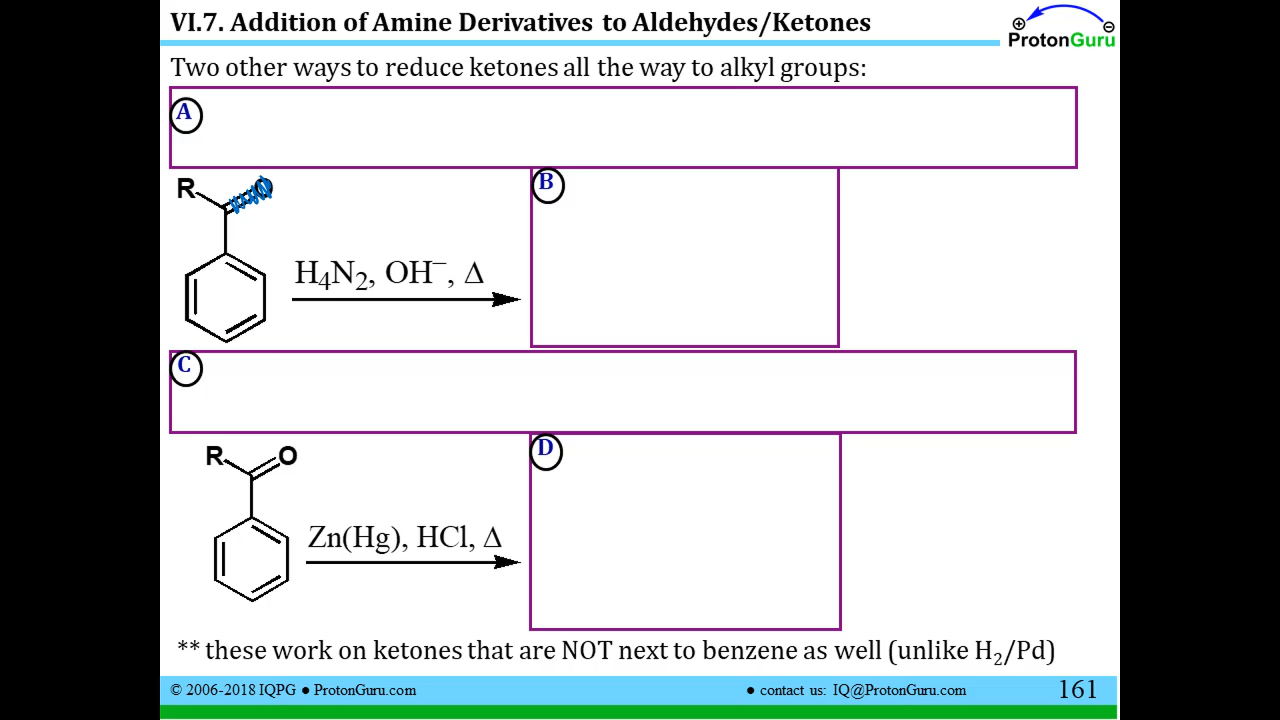 VI.7. Addition of Amine Derivatives to Aldehydes/Ketones
⊕ ⊖
ProtonGuru
Two other ways to reduce ketones all the way to alkyl groups:
A
R O
B
H₄N₂, OH⁻, Δ
C
R O
D
Zn(Hg), HCl, Δ
** these work on ketones that are NOT next to benzene as well (unlike H₂/Pd)
© 2006-2018 IQPG ● ProtonGuru.com ● contact us: IQ@ProtonGuru.com 161